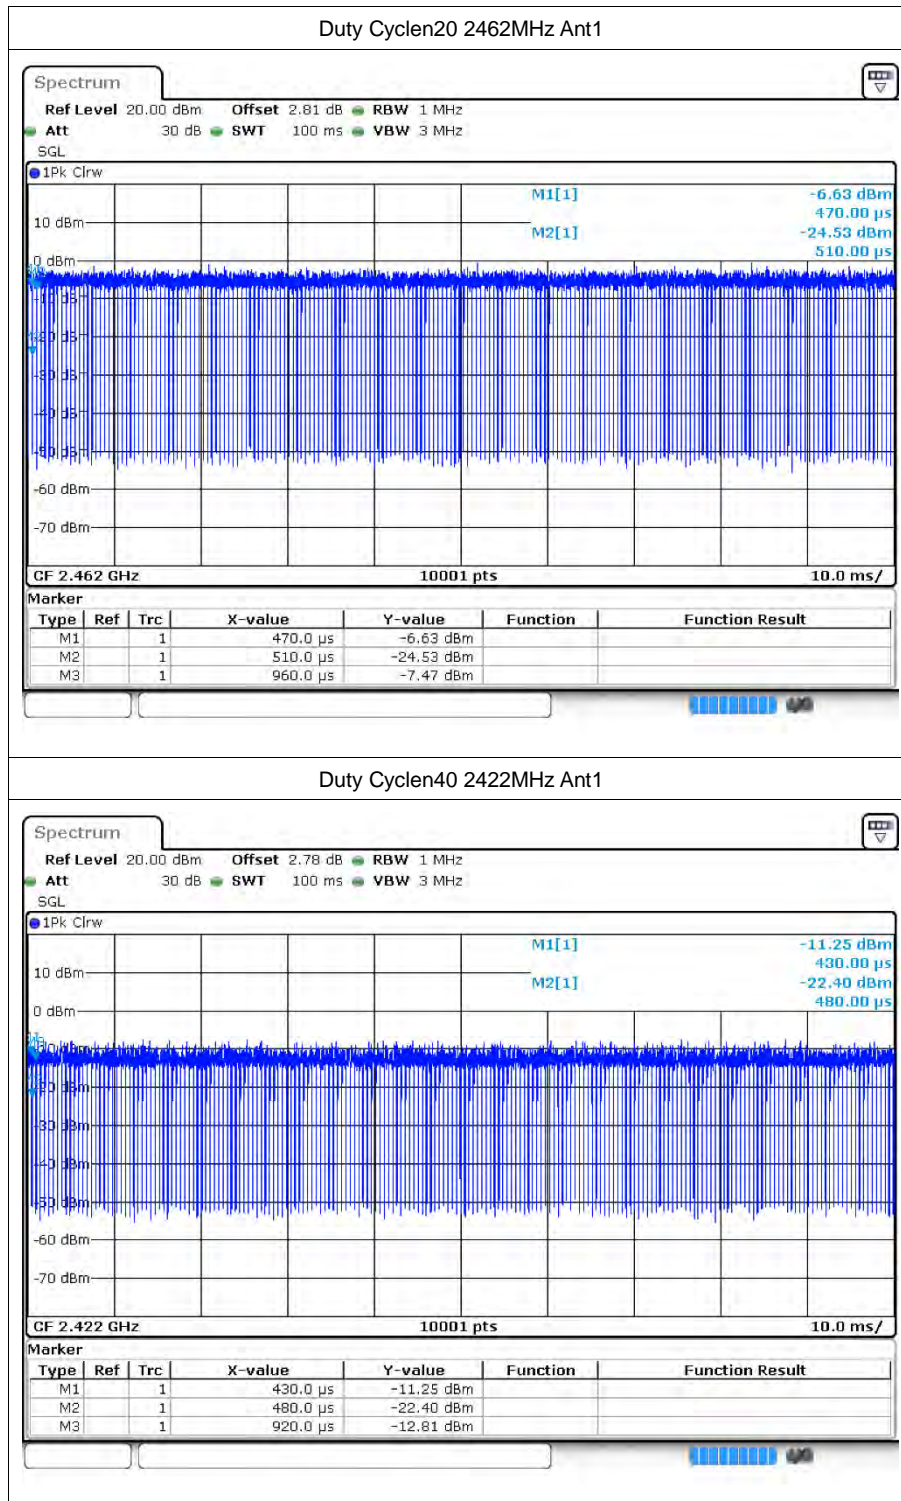 Duty Cyclen20 2462MHz Ant1
Spectrum
Ref Level 20.00 dBm Offset 2.81 dB RBW 1 MHz
Att 30 dB SWT 100 ms VBW 3 MHz
SGL
1Pk Clrw
M1[1] -6.63 dBm
470.00 µs
10 dBm
M2[1] -24.53 dBm
510.00 µs
0 dBm
-60 dBm
-70 dBm
CF 2.462 GHz 10001 pts 10.0 ms/
Marker
Type Ref Trc X-value Y-value Function Function Result
M1 1 470.0 µs -6.63 dBm
M2 1 510.0 µs -24.53 dBm
M3 1 960.0 µs -7.47 dBm
Duty Cyclen40 2422MHz Ant1
Spectrum
Ref Level 20.00 dBm Offset 2.78 dB RBW 1 MHz
Att 30 dB SWT 100 ms VBW 3 MHz
SGL
1Pk Clrw
M1[1] -11.25 dBm
430.00 µs
10 dBm
M2[1] -22.40 dBm
480.00 µs
0 dBm
-60 dBm
-70 dBm
CF 2.422 GHz 10001 pts 10.0 ms/
Marker
Type Ref Trc X-value Y-value Function Function Result
M1 1 430.0 µs -11.25 dBm
M2 1 480.0 µs -22.40 dBm
M3 1 920.0 µs -12.81 dBm